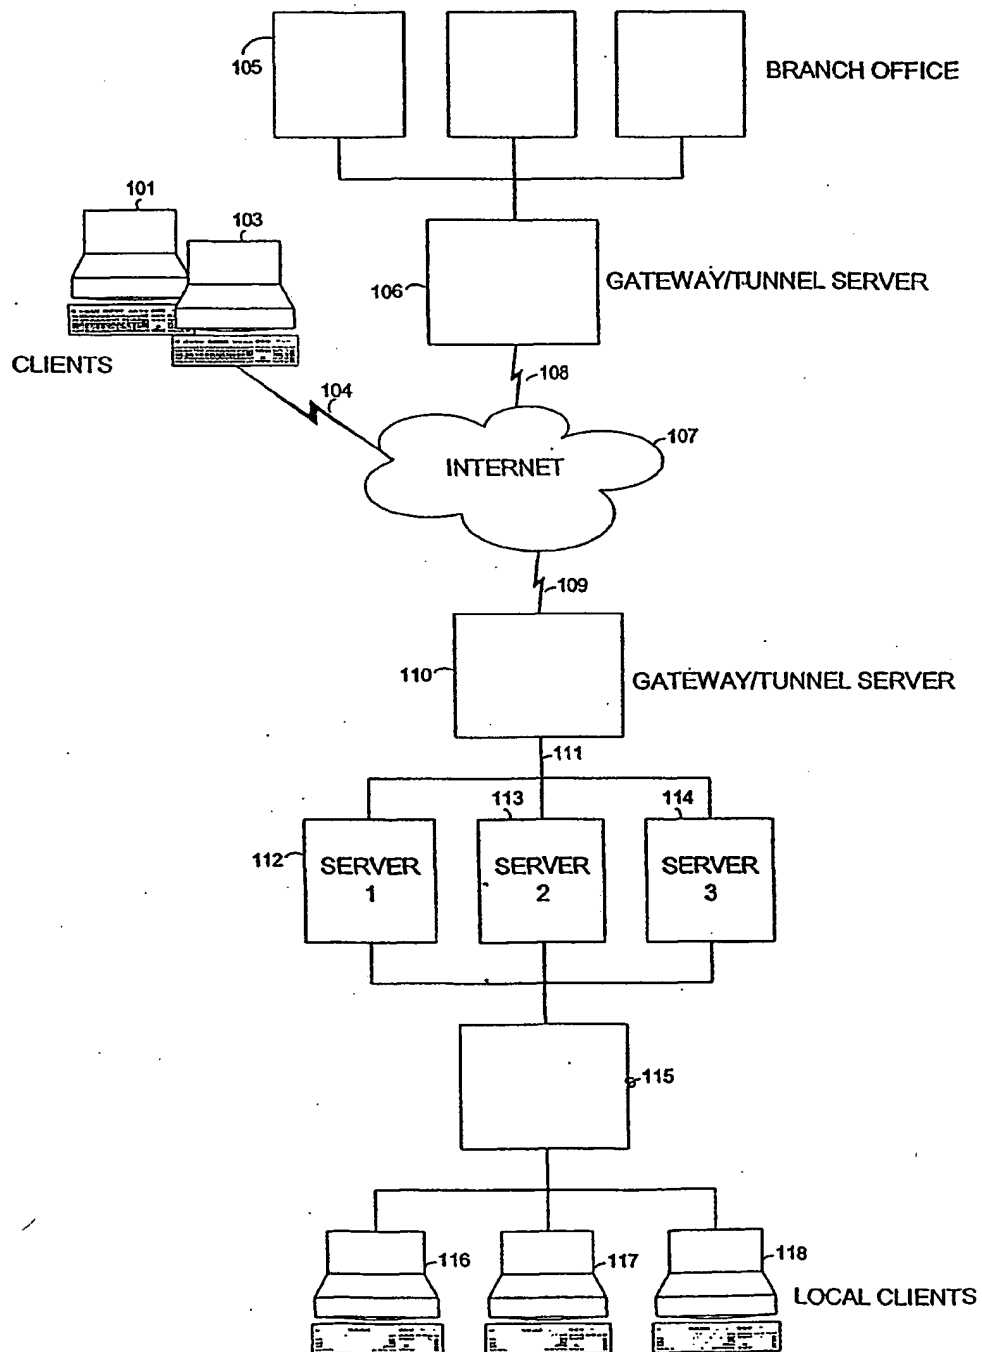 105
BRANCH OFFICE
101
103
106
GATEWAY/TUNNEL SERVER
CLIENTS
108
104
107
INTERNET
109
110
GATEWAY/TUNNEL SERVER
111
113
114
112
SERVER
1
SERVER
2
SERVER
3
115
116
117
118
LOCAL CLIENTS